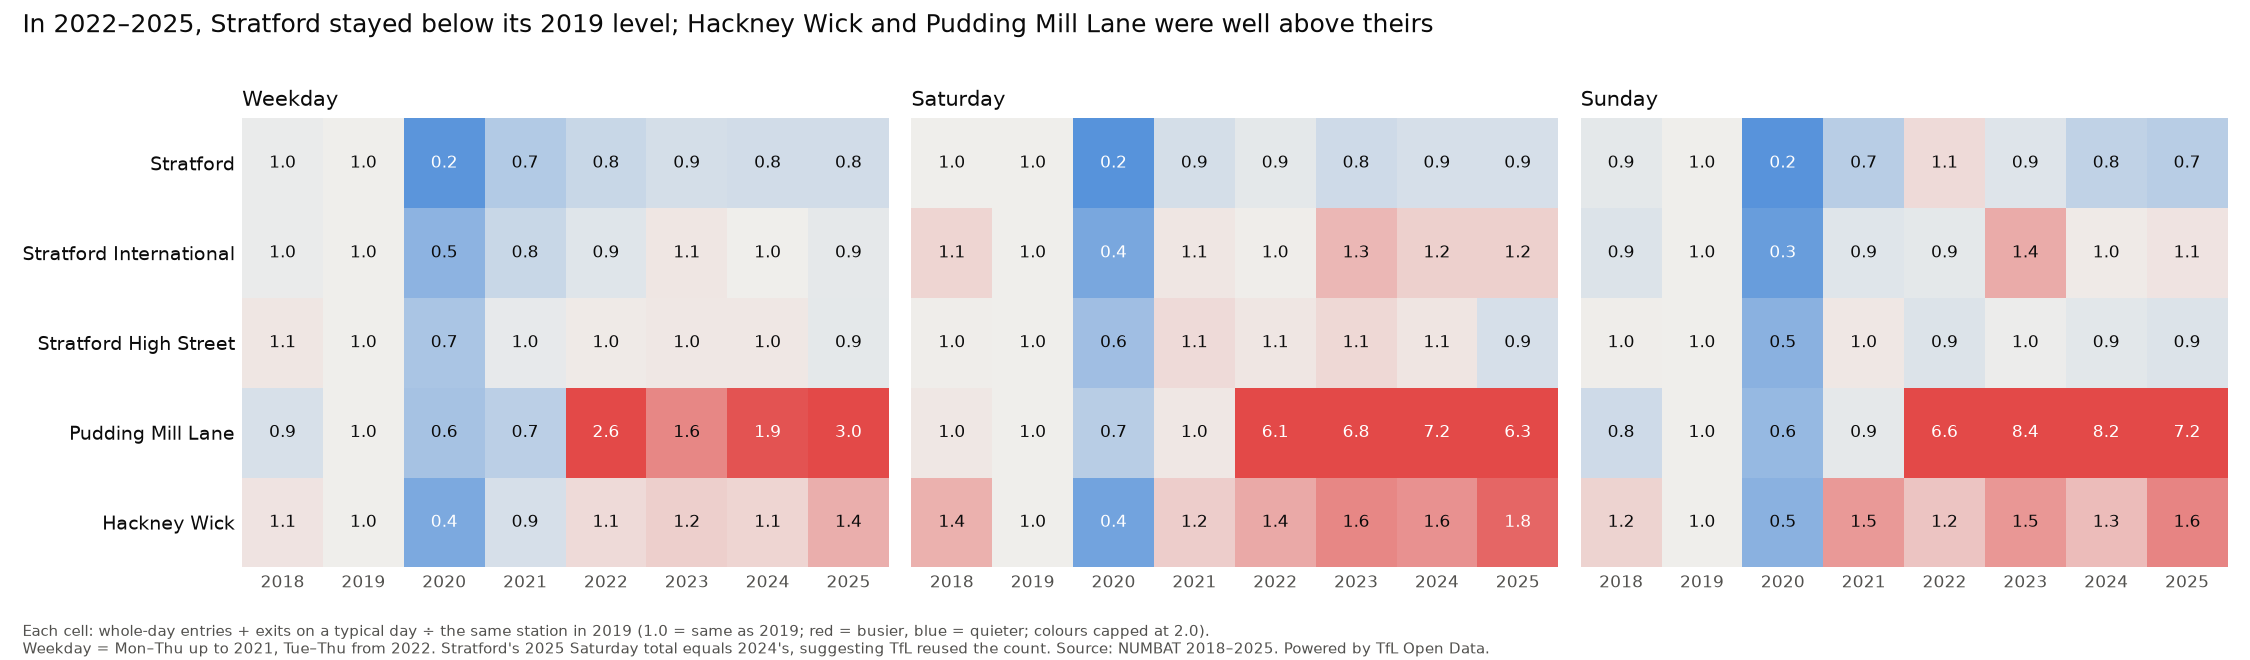 In 2022–2025, Stratford stayed below its 2019 level; Hackney Wick and Pudding Mill Lane were well above theirs
Weekday Saturday Sunday
Stratford 1.0 1.0 0.2 0.7 0.8 0.9 0.8 0.8 1.0 1.0 0.2 0.9 0.9 0.8 0.9 0.9 0.9 1.0 0.2 0.7 1.1 0.9 0.8 0.7
Stratford International 1.0 1.0 0.5 0.8 0.9 1.1 1.0 0.9 1.1 1.0 0.4 1.1 1.0 1.3 1.2 1.2 0.9 1.0 0.3 0.9 0.9 1.4 1.0 1.1
Stratford High Street 1.1 1.0 0.7 1.0 1.0 1.0 1.0 0.9 1.0 1.0 0.6 1.1 1.1 1.1 1.1 0.9 1.0 1.0 0.5 1.0 0.9 1.0 0.9 0.9
Pudding Mill Lane 0.9 1.0 0.6 0.7 2.6 1.6 1.9 3.0 1.0 1.0 0.7 1.0 6.1 6.8 7.2 6.3 0.8 1.0 0.6 0.9 6.6 8.4 8.2 7.2
Hackney Wick 1.1 1.0 0.4 0.9 1.1 1.2 1.1 1.4 1.4 1.0 0.4 1.2 1.4 1.6 1.6 1.8 1.2 1.0 0.5 1.5 1.2 1.5 1.3 1.6
2018 2019 2020 2021 2022 2023 2024 2025 2018 2019 2020 2021 2022 2023 2024 2025 2018 2019 2020 2021 2022 2023 2024 2025
Each cell: whole-day entries + exits on a typical day ÷ the same station in 2019 (1.0 = same as 2019; red = busier, blue = quieter; colours capped at 2.0).
Weekday = Mon–Thu up to 2021, Tue–Thu from 2022. Stratford's 2025 Saturday total equals 2024's, suggesting TfL reused the count. Source: NUMBAT 2018–2025. Powered by TfL Open Data.